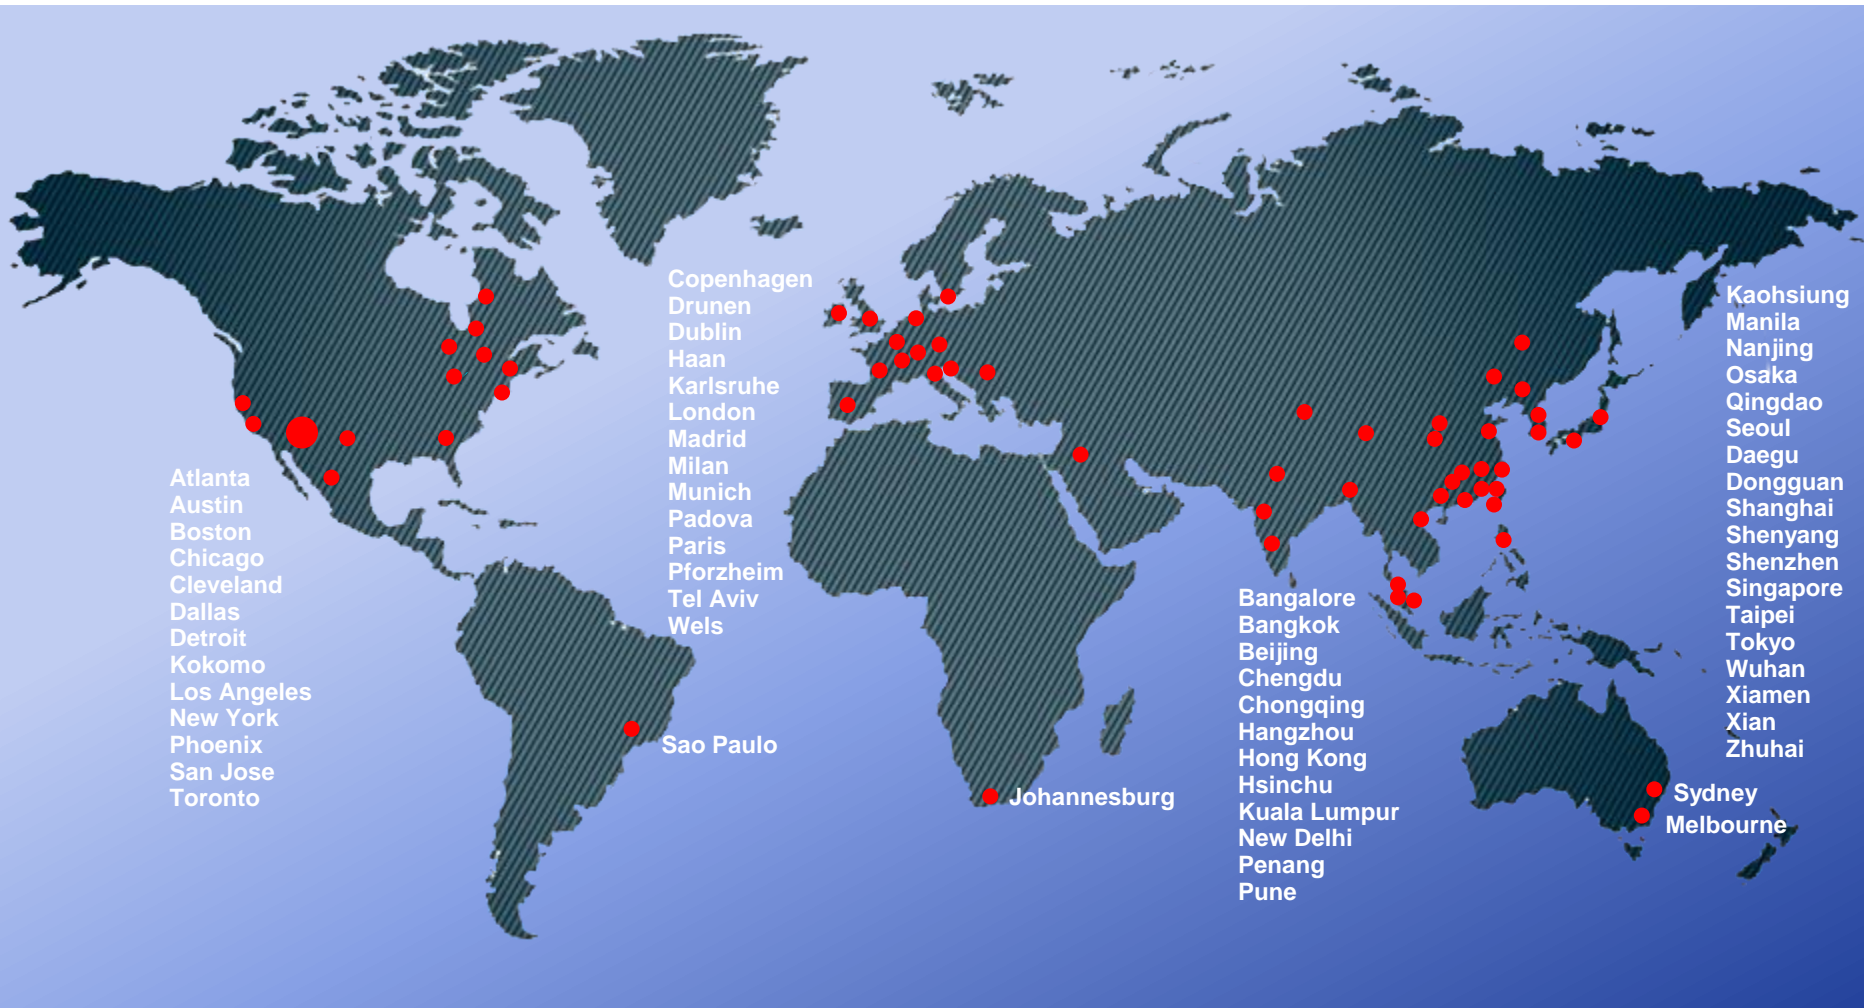 Atlanta
Austin
Boston
Chicago
Cleveland
Dallas
Detroit
Kokomo
Los Angeles
New York
Phoenix
San Jose
Toronto
Copenhagen
Drunen
Dublin
Haan
Karlsruhe
London
Madrid
Milan
Munich
Padova
Paris
Pforzheim
Tel Aviv
Wels
Sao Paulo
Johannesburg
Bangalore
Bangkok
Beijing
Chengdu
Chongqing
Hangzhou
Hong Kong
Hsinchu
Kuala Lumpur
New Delhi
Penang
Pune
Kaohsiung
Manila
Nanjing
Osaka
Qingdao
Seoul
Daegu
Dongguan
Shanghai
Shenyang
Shenzhen
Singapore
Taipei
Tokyo
Wuhan
Xiamen
Xian
Zhuhai
Sydney
Melbourne